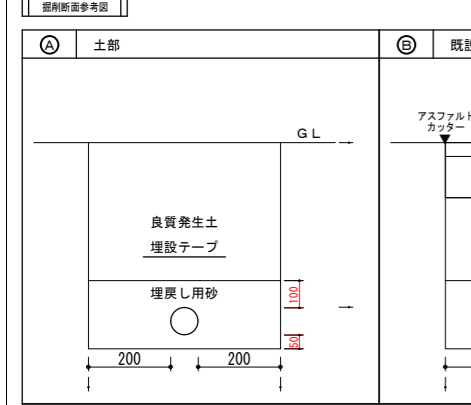 掘削断面参考図
Ⓐ 土部
Ⓑ 既設
アスファルト
カッター
GL
良質発生土
埋設テープ
埋戻し用砂
100
50
200 200